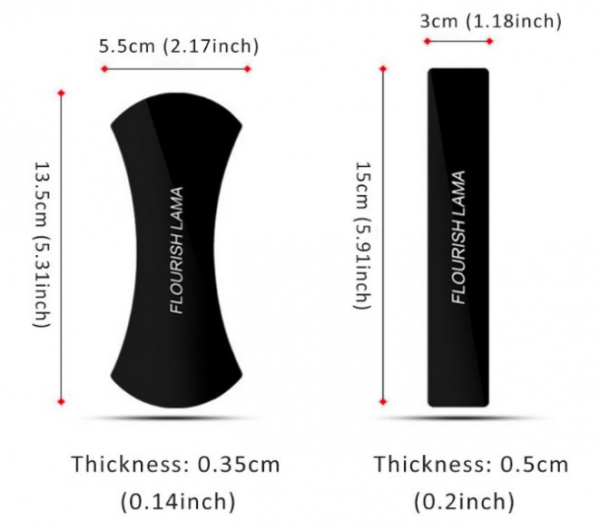 5.5cm (2.17inch)
13.5cm (5.31inch)
FLOURISH LAMA
Thickness: 0.35cm
(0.14inch)
3cm (1.18inch)
15cm (5.91inch)
FLOURISH LAMA
Thickness: 0.5cm
(0.2inch)